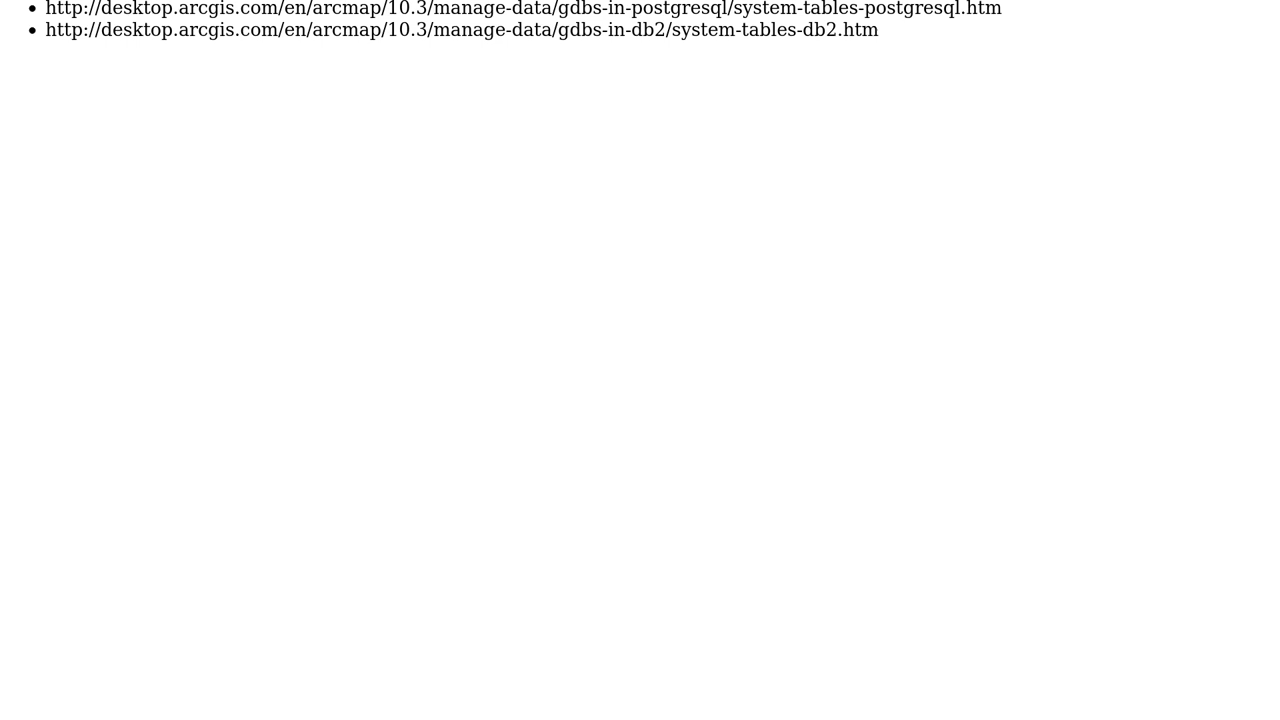 • http://desktop.arcgis.com/en/arcmap/10.3/manage-data/gdbs-in-postgresql/system-tables-postgresql.htm
• http://desktop.arcgis.com/en/arcmap/10.3/manage-data/gdbs-in-db2/system-tables-db2.htm